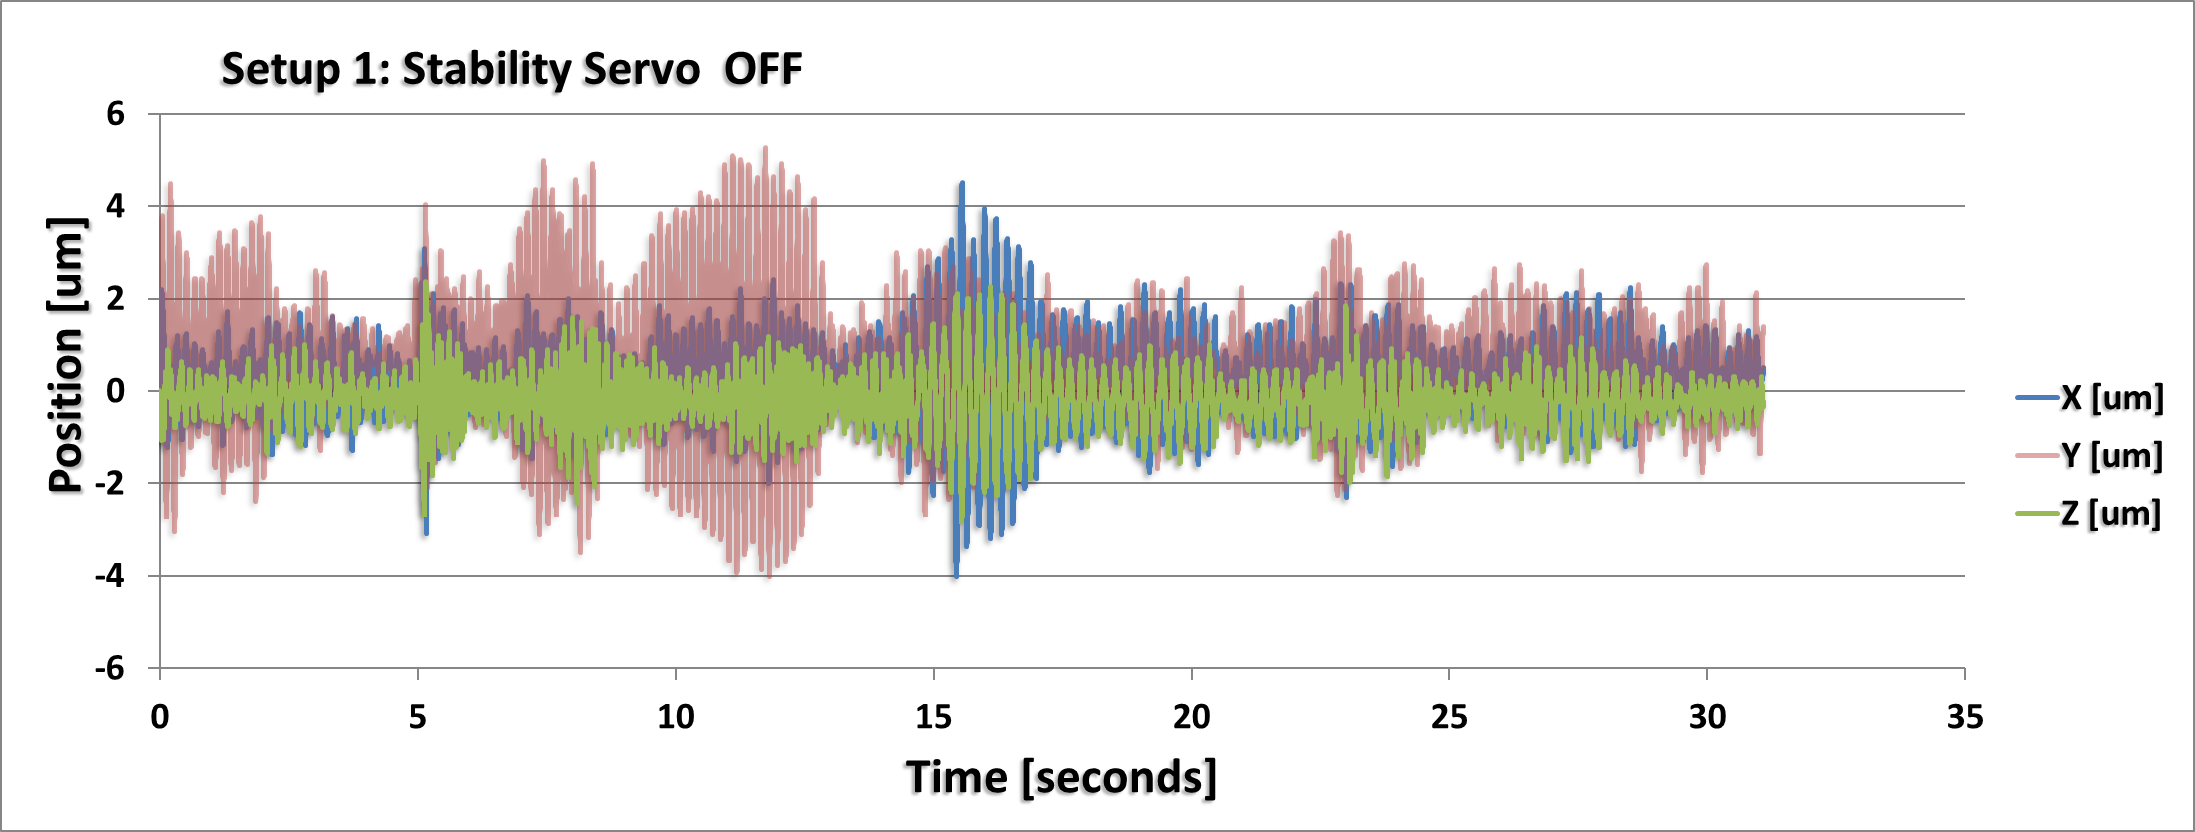 Setup 1: Stability Servo  OFF
6
4
2
0
-2
-4
-6
Position [um]
0 5 10 15 20 25 30 35
Time [seconds]
X [um]
Y [um]
Z [um]